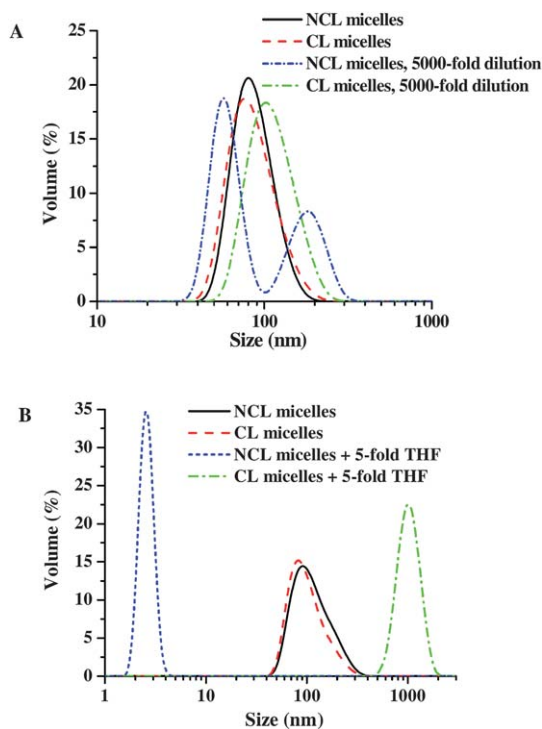 A
NCL micelles
CL micelles
NCL micelles, 5000-fold dilution
CL micelles, 5000-fold dilution
25
20
15
10
5
0
Volume (%)
10
100
1000
Size (nm)
B
NCL micelles
CL micelles
NCL micelles + 5-fold THF
CL micelles + 5-fold THF
35
30
25
20
15
10
5
0
Volume (%)
1
10
100
1000
Size (nm)